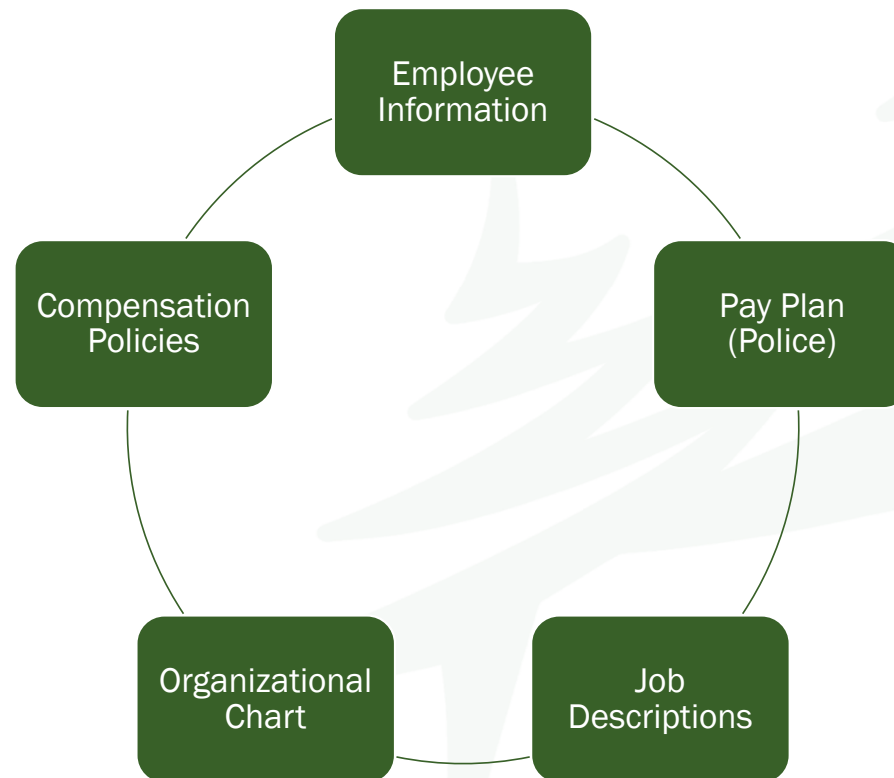 Employee
Information
Compensation
Policies
Pay Plan
(Police)
Organizational
Chart
Job
Descriptions